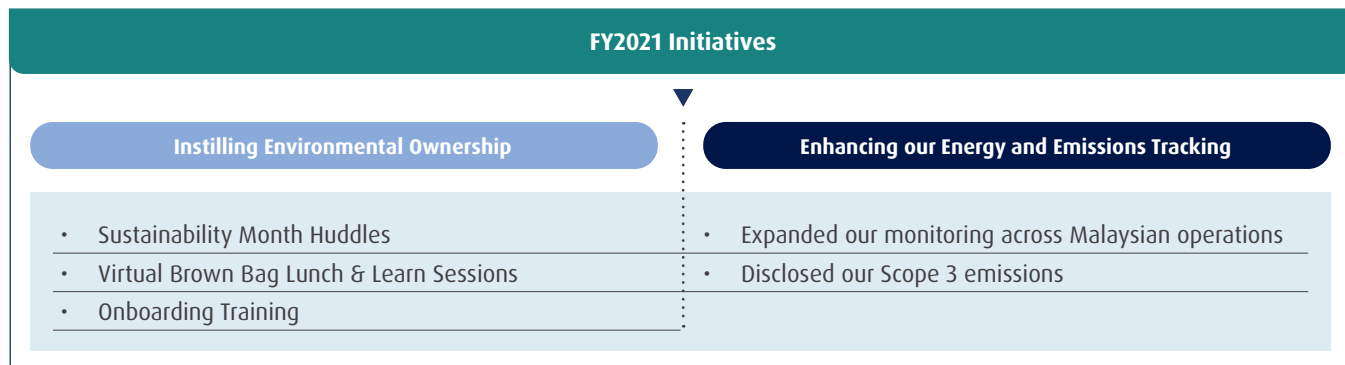 FY2021 Initiatives
Instilling Environmental Ownership
• Sustainability Month Huddles
• Virtual Brown Bag Lunch & Learn Sessions
• Onboarding Training
Enhancing our Energy and Emissions Tracking
• Expanded our monitoring across Malaysian operations
• Disclosed our Scope 3 emissions